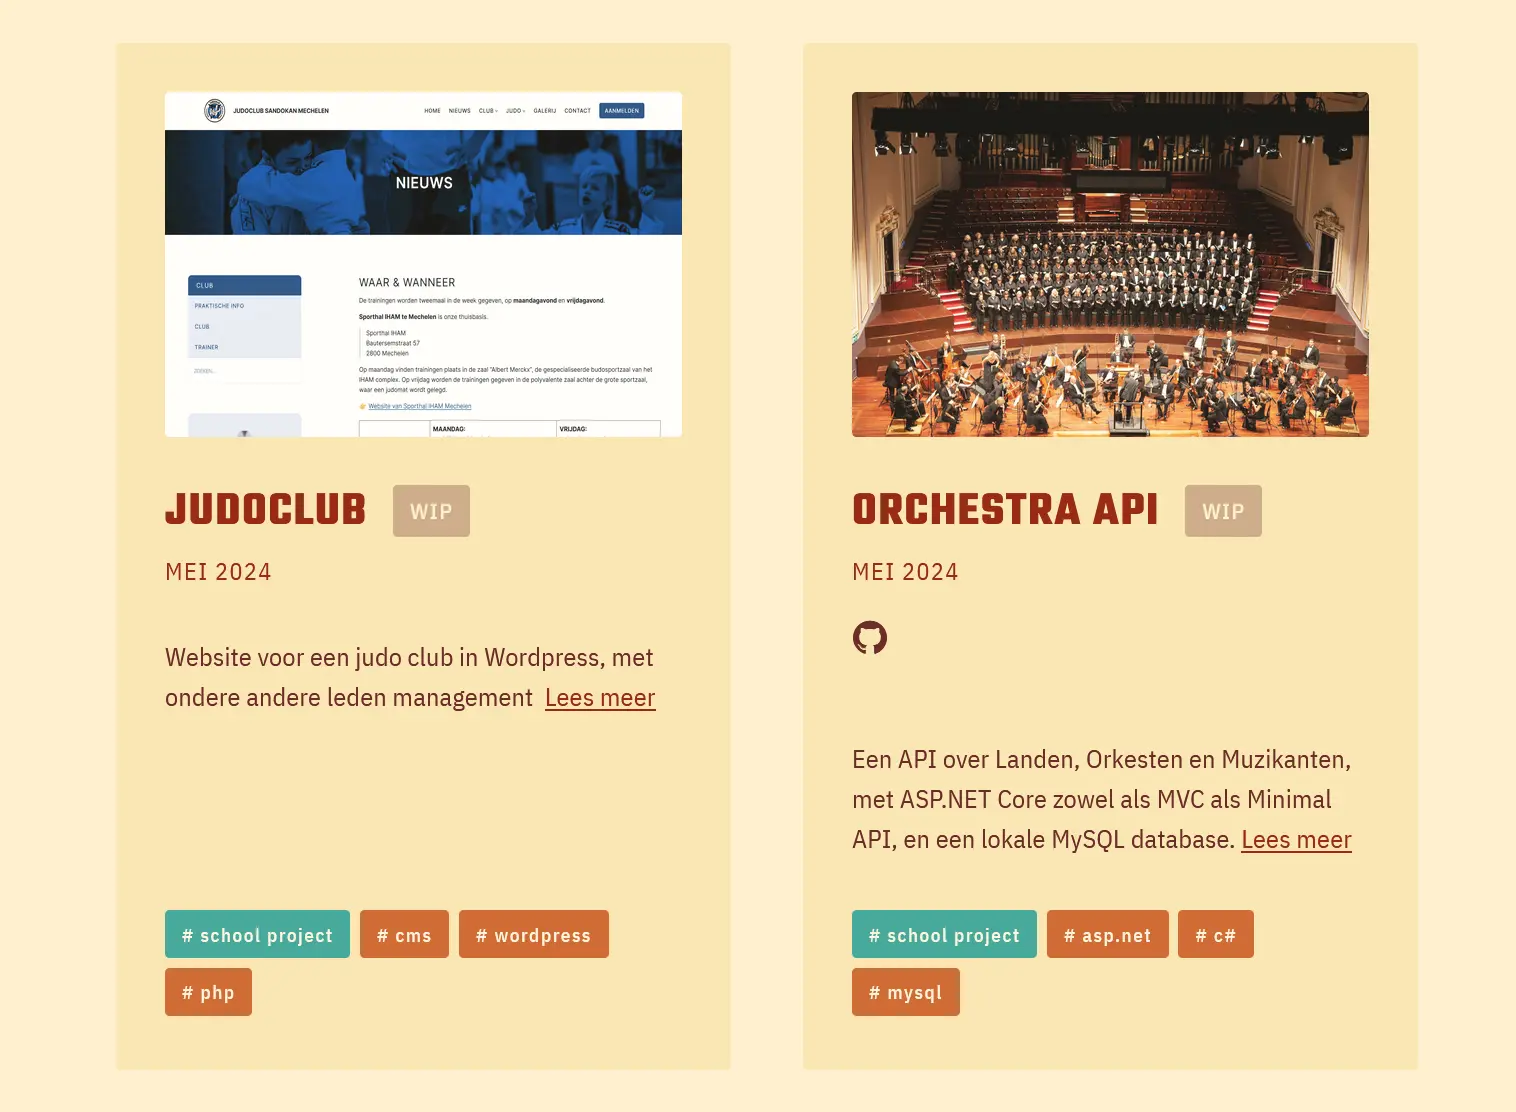 JUDOCLUB SANDOKAN MECHELEN
HOME NIEUWS CLUB JUDO GALERIJ CONTACT AANMELDEN
NIEUWS
CLUB
PRAKTISCHE INFO
CLUB
TRAINER
ZOEKEN...
WAAR & WANNEER
De trainingen worden tweemaal in de week gegeven, op maandagavond en vrijdagavond.
Sporthal IHAM te Mechelen is onze thuisbasis.
Sporthal IHAM
Bautersemstraat 57
2800 Mechelen
Op maandag vinden trainingen plaats in de zaal "Albert Merckx", de gespecialiseerde budosportzaal van het
IHAM complex. Op vrijdag worden de trainingen gegeven in de polyvalente zaal achter de grote sportzaal,
waar een judomat wordt gelegd.
Website van Sporthal IHAM Mechelen
MAANDAG: VRIJDAG:
JUDOCLUB WIP
MEI 2024
Website voor een judo club in Wordpress, met
ondere andere leden management Lees meer
# school project # cms # wordpress
# php
ORCHESTRA API WIP
MEI 2024
Een API over Landen, Orkesten en Muzikanten,
met ASP.NET Core zowel als MVC als Minimal
API, en een lokale MySQL database. Lees meer
# school project # asp.net # c#
# mysql